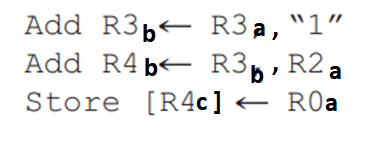 Add R3b← R3a, “1”
Add R4b← R3b, R2a
Store [R4c] ← R0a